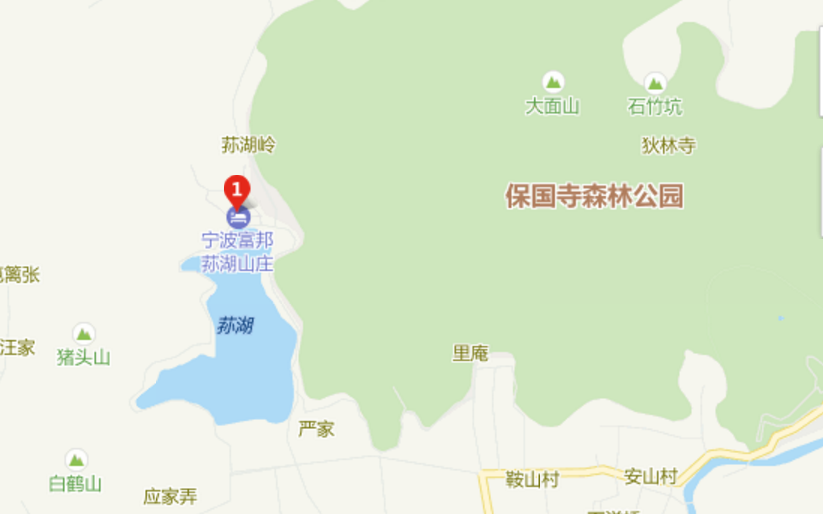 大面山
石竹坑
荪湖岭
狄林寺
1
保国寺森林公园
宁波富邦
荪湖山庄
篱张
荪湖
汪家
猪头山
里庵
严家
白鹤山
应家弄
鞍山村
安山村